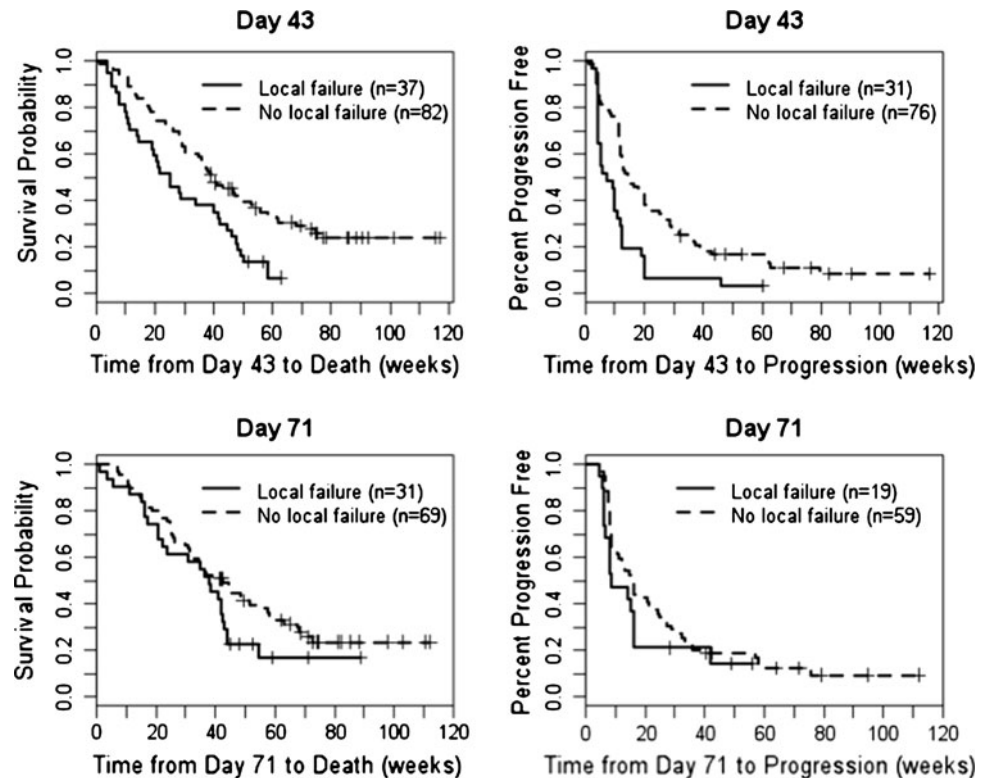 Day 43
Survival Probability
1.0
0.8
0.6
0.4
0.2
0.0
Local failure (n=37)
No local failure (n=82)
0 20 40 60 80 100 120
Time from Day 43 to Death (weeks)
Day 43
Percent Progression Free
1.0
0.8
0.6
0.4
0.2
0.0
Local failure (n=31)
No local failure (n=76)
0 20 40 60 80 100 120
Time from Day 43 to Progression (weeks)
Day 71
Survival Probability
1.0
0.8
0.6
0.4
0.2
0.0
Local failure (n=31)
No local failure (n=69)
0 20 40 60 80 100 120
Time from Day 71 to Death (weeks)
Day 71
Percent Progression Free
1.0
0.8
0.6
0.4
0.2
0.0
Local failure (n=19)
No local failure (n=59)
0 20 40 60 80 100 120
Time from Day 71 to Progression (weeks)